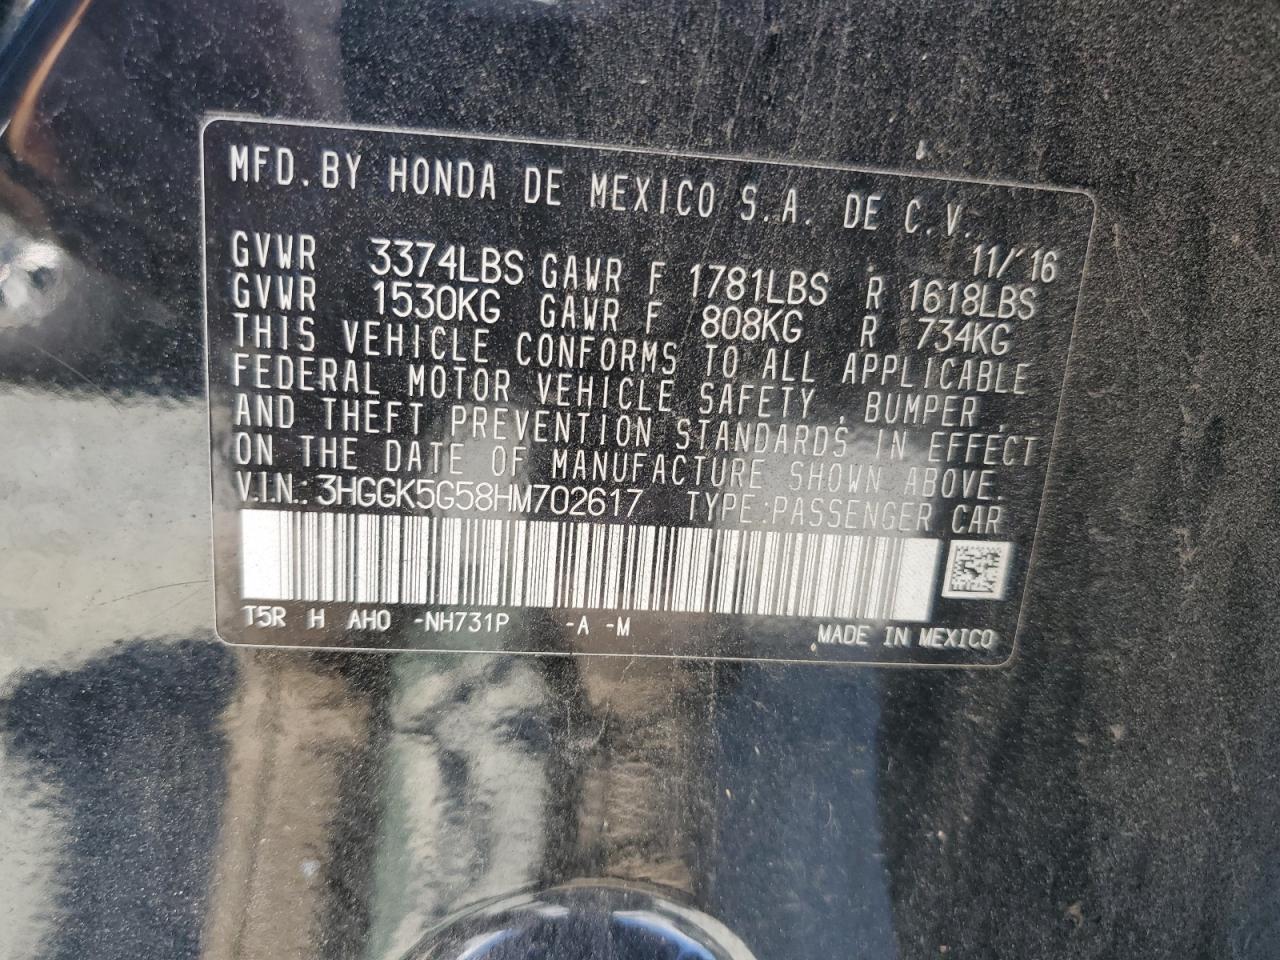 MFD. BY HONDA DE MEXICO S.A. DE C.V.
11/16
GVWR 3374LBS GAWR F 1781LBS R 1618LBS
GVWR 1530KG GAWR F 808KG R 734KG
THIS VEHICLE CONFORMS TO ALL APPLICABLE
FEDERAL MOTOR VEHICLE SAFETY, BUMPER,
AND THEFT PREVENTION STANDARDS IN EFFECT
ON THE DATE OF MANUFACTURE SHOWN ABOVE.
V.I.N.: 3HGGK5G58HM702617 TYPE:PASSENGER CAR
T5R H AH0 -NH731P -A -M
MADE IN MEXICO